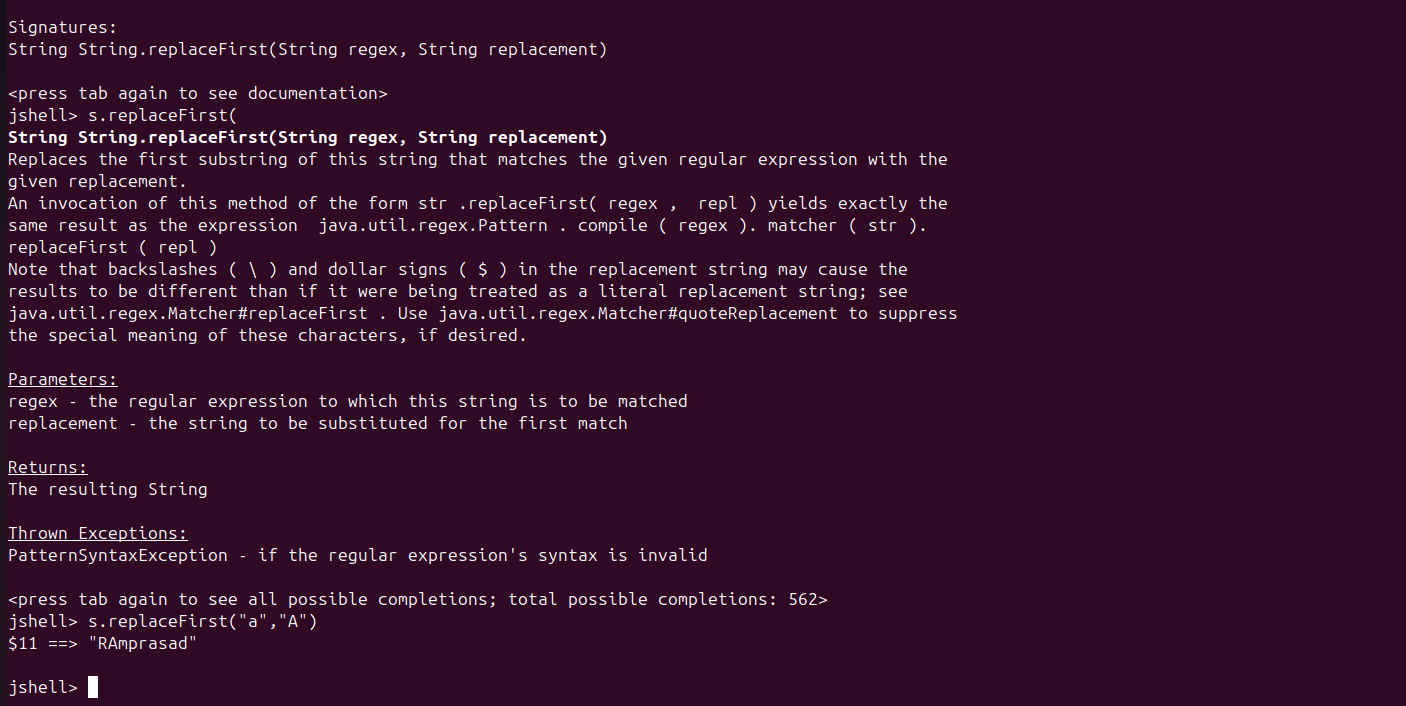 Signatures:
String String.replaceFirst(String regex, String replacement)
<press tab again to see documentation>
jshell> s.replaceFirst(
String String.replaceFirst(String regex, String replacement)
Replaces the first substring of this string that matches the given regular expression with the
given replacement.
An invocation of this method of the form str .replaceFirst( regex ,  repl ) yields exactly the
same result as the expression  java.util.regex.Pattern . compile ( regex ). matcher ( str ).
replaceFirst ( repl )
Note that backslashes ( \ ) and dollar signs ( $ ) in the replacement string may cause the
results to be different than if it were being treated as a literal replacement string; see
java.util.regex.Matcher#replaceFirst . Use java.util.regex.Matcher#quoteReplacement to suppress
the special meaning of these characters, if desired.
Parameters:
regex - the regular expression to which this string is to be matched
replacement - the string to be substituted for the first match
Returns:
The resulting String
Thrown Exceptions:
PatternSyntaxException - if the regular expression's syntax is invalid
<press tab again to see all possible completions; total possible completions: 562>
jshell> s.replaceFirst("a","A")
$11 ==> "RAmprasad"
jshell>